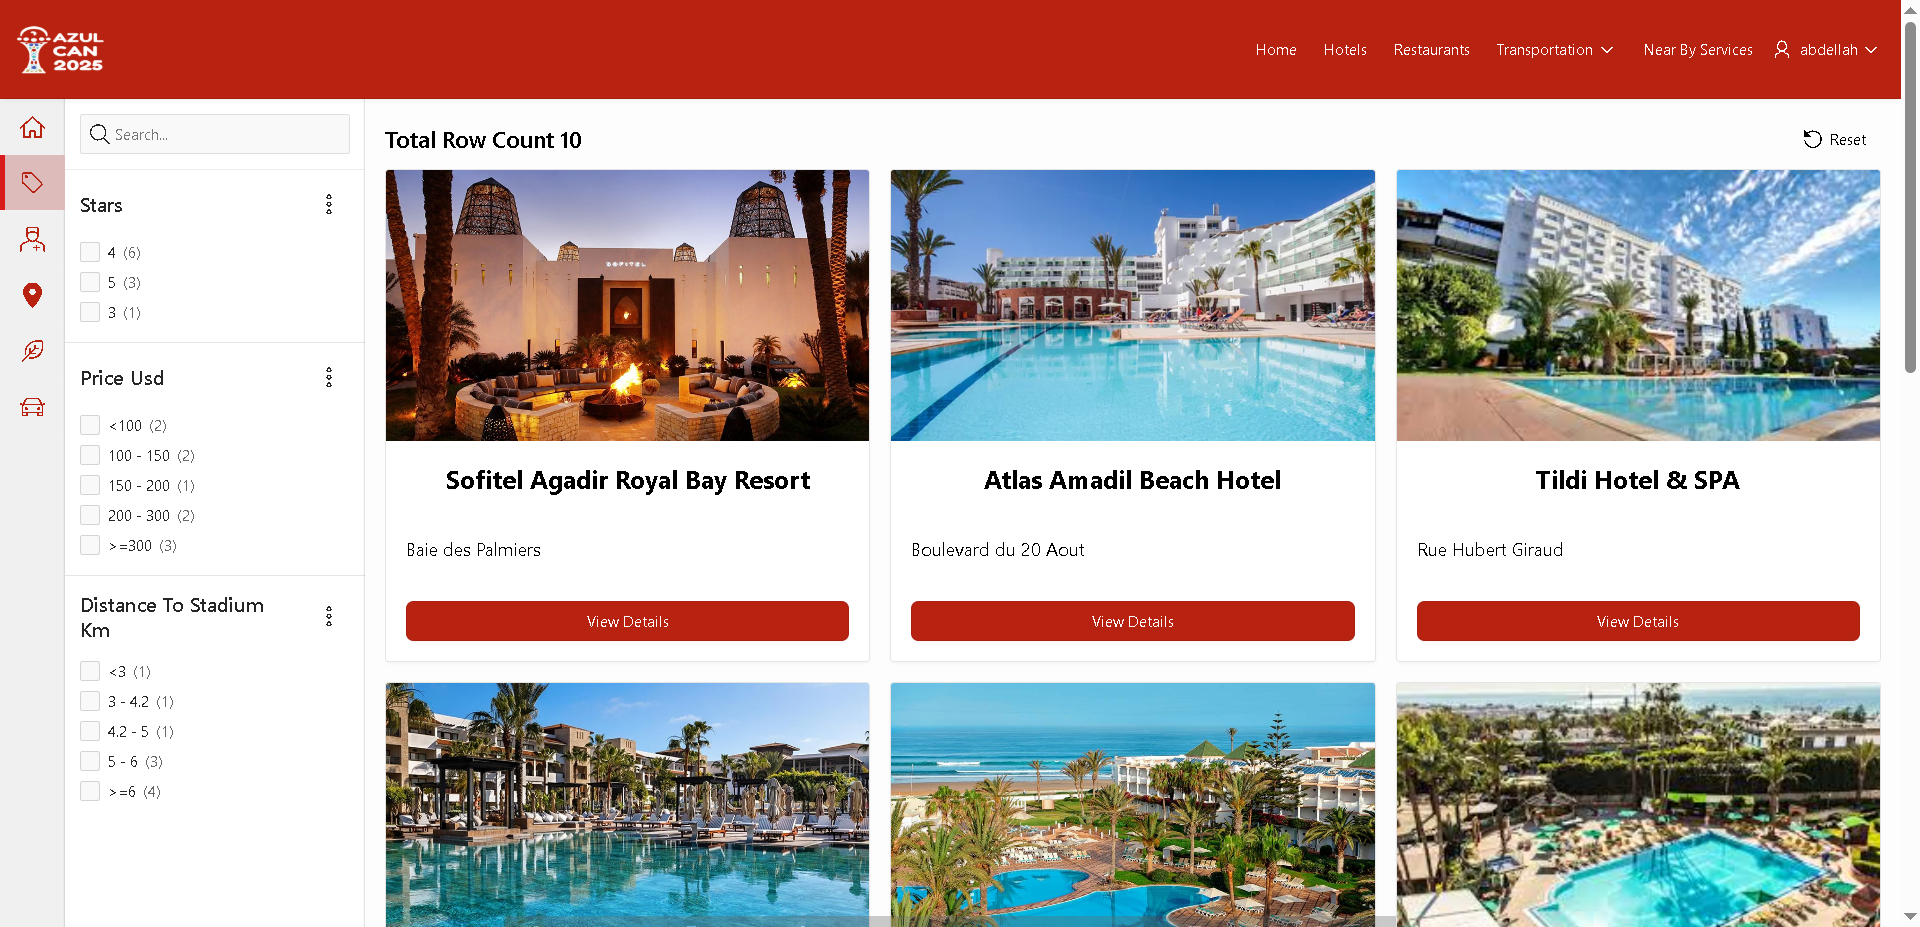 AZUL
CAN
2025
Home
Hotels
Restaurants
Transportation
Near By Services
abdellah
Search...
Stars
4 (6)
5 (3)
3 (1)
Price Usd
<100 (2)
100 - 150 (2)
150 - 200 (1)
200 - 300 (2)
>=300 (3)
Distance To Stadium
Km
<3 (1)
3 - 4.2 (1)
4.2 - 5 (1)
5 - 6 (3)
>=6 (4)
Total Row Count 10
Reset
SOFITEL
Sofitel Agadir Royal Bay Resort
Baie des Palmiers
View Details
Atlas Amadil Beach Hotel
Boulevard du 20 Aout
View Details
Tildi Hotel & SPA
Rue Hubert Giraud
View Details